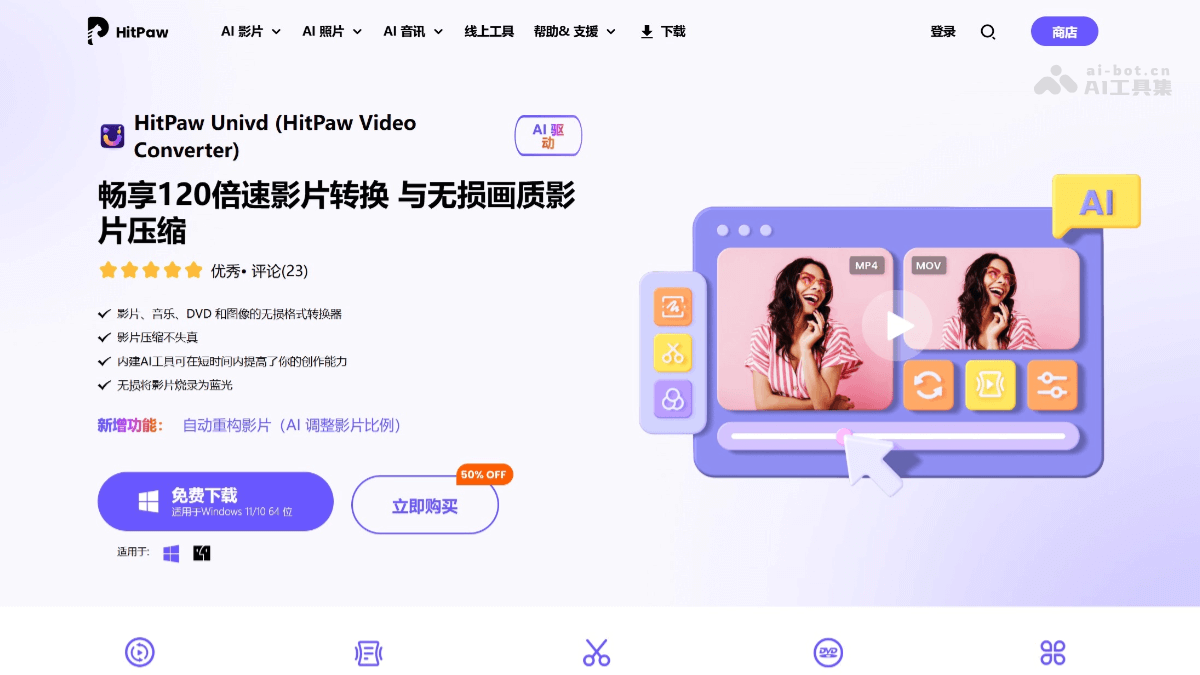 HitPaw
AI 影片
AI 照片
AI 音讯
线上工具
帮助& 支援
下载
登录
商店
ai-bot.cn
AI工具集
HitPaw Univd (HitPaw Video
Converter)
AI 驱
动
畅享120倍速影片转换 与无损画质影
片压缩
优秀• 评论(23)
影片、音乐、DVD 和图像的无损格式转换器
影片压缩不失真
内建AI工具可在短时间内提高了你的创作能力
无损将影片烧录为蓝光
新增功能： 自动重构影片（AI 调整影片比例）
免费下载
适用于Windows 11/10 64 位
50% OFF
立即购买
适用于:
AI
MP4
MOV
DVD